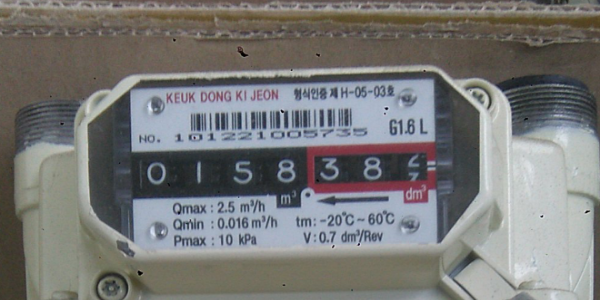 KEUK DONG KI JEON 형식인증 제 H-05-03호
NO. 101221005735 G1.6 L
0 1 5 8 3 8
m³ dm³
Qmax : 2.5 m³/h
Qmin : 0.016 m³/h tm: -20℃ ~ 60℃
Pmax : 10 kPa V : 0.7 dm³/Rev